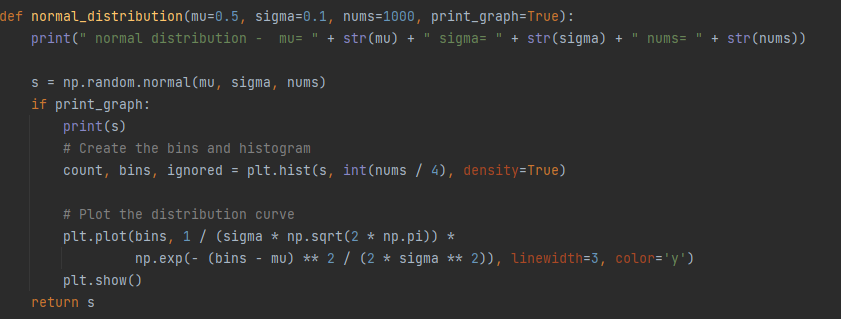 def normal_distribution(mu=0.5, sigma=0.1, nums=1000, print_graph=True):
    print(" normal distribution -  mu= " + str(mu) + " sigma= " + str(sigma) + " nums= " + str(nums))

    s = np.random.normal(mu, sigma, nums)
    if print_graph:
        print(s)
        # Create the bins and histogram
        count, bins, ignored = plt.hist(s, int(nums / 4), density=True)

        # Plot the distribution curve
        plt.plot(bins, 1 / (sigma * np.sqrt(2 * np.pi)) *
                 np.exp(- (bins - mu) ** 2 / (2 * sigma ** 2)), linewidth=3, color='y')
        plt.show()
    return s